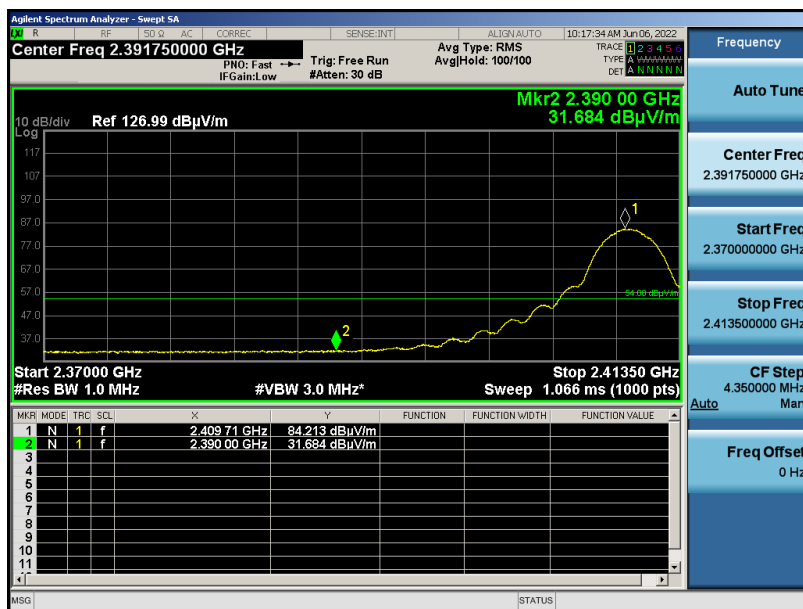 Agilent Spectrum Analyzer - Swept SA
LXI R RF 50 Ω AC CORREC SENSE:INT ALIGN AUTO 10:17:34 AM Jun 06, 2022
Center Freq 2.391750000 GHz
PNO: Fast
IFGain:Low
Trig: Free Run
#Atten: 30 dB
Avg Type: RMS
Avg|Hold: 100/100
TRACE 1 2 3 4 5 6
TYPE A
DET A N N N N N
Mkr2 2.390 00 GHz
31.684 dBµV/m
10 dB/div Ref 126.99 dBµV/m
Log
117
107
97.0
87.0
77.0
67.0
57.0
47.0
37.0
1
54.00 dBµV/m
2
Start 2.37000 GHz Stop 2.41350 GHz
#Res BW 1.0 MHz #VBW 3.0 MHz* Sweep 1.066 ms (1000 pts)
MKR MODE TRC SCL X Y FUNCTION FUNCTION WIDTH FUNCTION VALUE
1 N 1 f 2.409 71 GHz 84.213 dBµV/m
2 N 1 f 2.390 00 GHz 31.684 dBµV/m
3
4
5
6
7
8
9
10
11
MSG STATUS
Frequency
Auto Tune
Center Freq
2.391750000 GHz
Start Freq
2.370000000 GHz
Stop Freq
2.413500000 GHz
CF Step
4.350000 MHz
Auto Man
Freq Offset
0 Hz